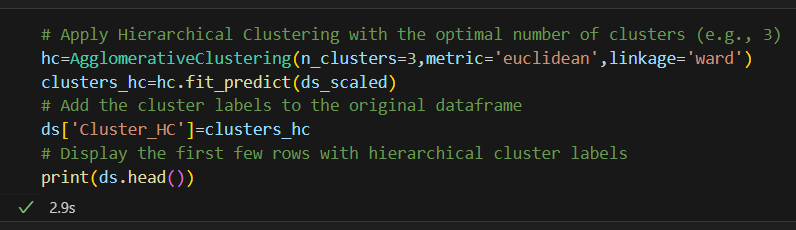 # Apply Hierarchical Clustering with the optimal number of clusters (e.g., 3)
hc=AgglomerativeClustering(n_clusters=3,metric='euclidean',linkage='ward')
clusters_hc=hc.fit_predict(ds_scaled)
# Add the cluster labels to the original dataframe
ds['Cluster_HC']=clusters_hc
# Display the first few rows with hierarchical cluster labels
print(ds.head())
✓ 2.9s